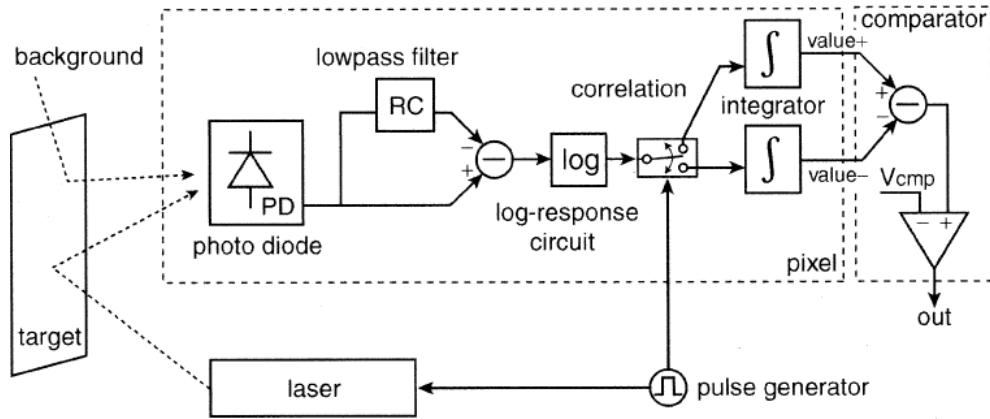 background
lowpass filter
RC
PD
photo diode
log
log-response
circuit
correlation
∫
∫
integrator
value+
value-
comparator
+
−
−
+
−
−
+
Vcmp
− +
out
pixel
target
laser
pulse generator